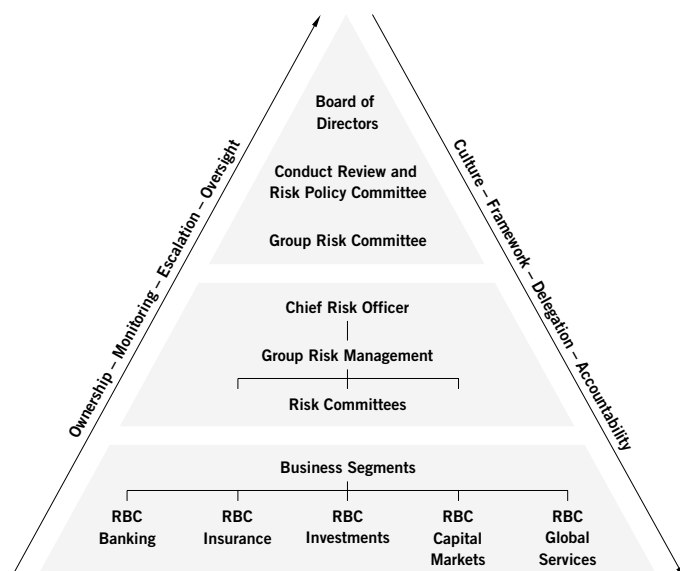 Board of
Directors
Conduct Review and
Risk Policy Committee
Group Risk Committee
Ownership – Monitoring – Escalation – Oversight
Culture – Framework – Delegation – Accountability
Chief Risk Officer
Group Risk Management
Risk Committees
Business Segments
RBC
Banking
RBC
Insurance
RBC
Investments
RBC
Capital
Markets
RBC
Global
Services